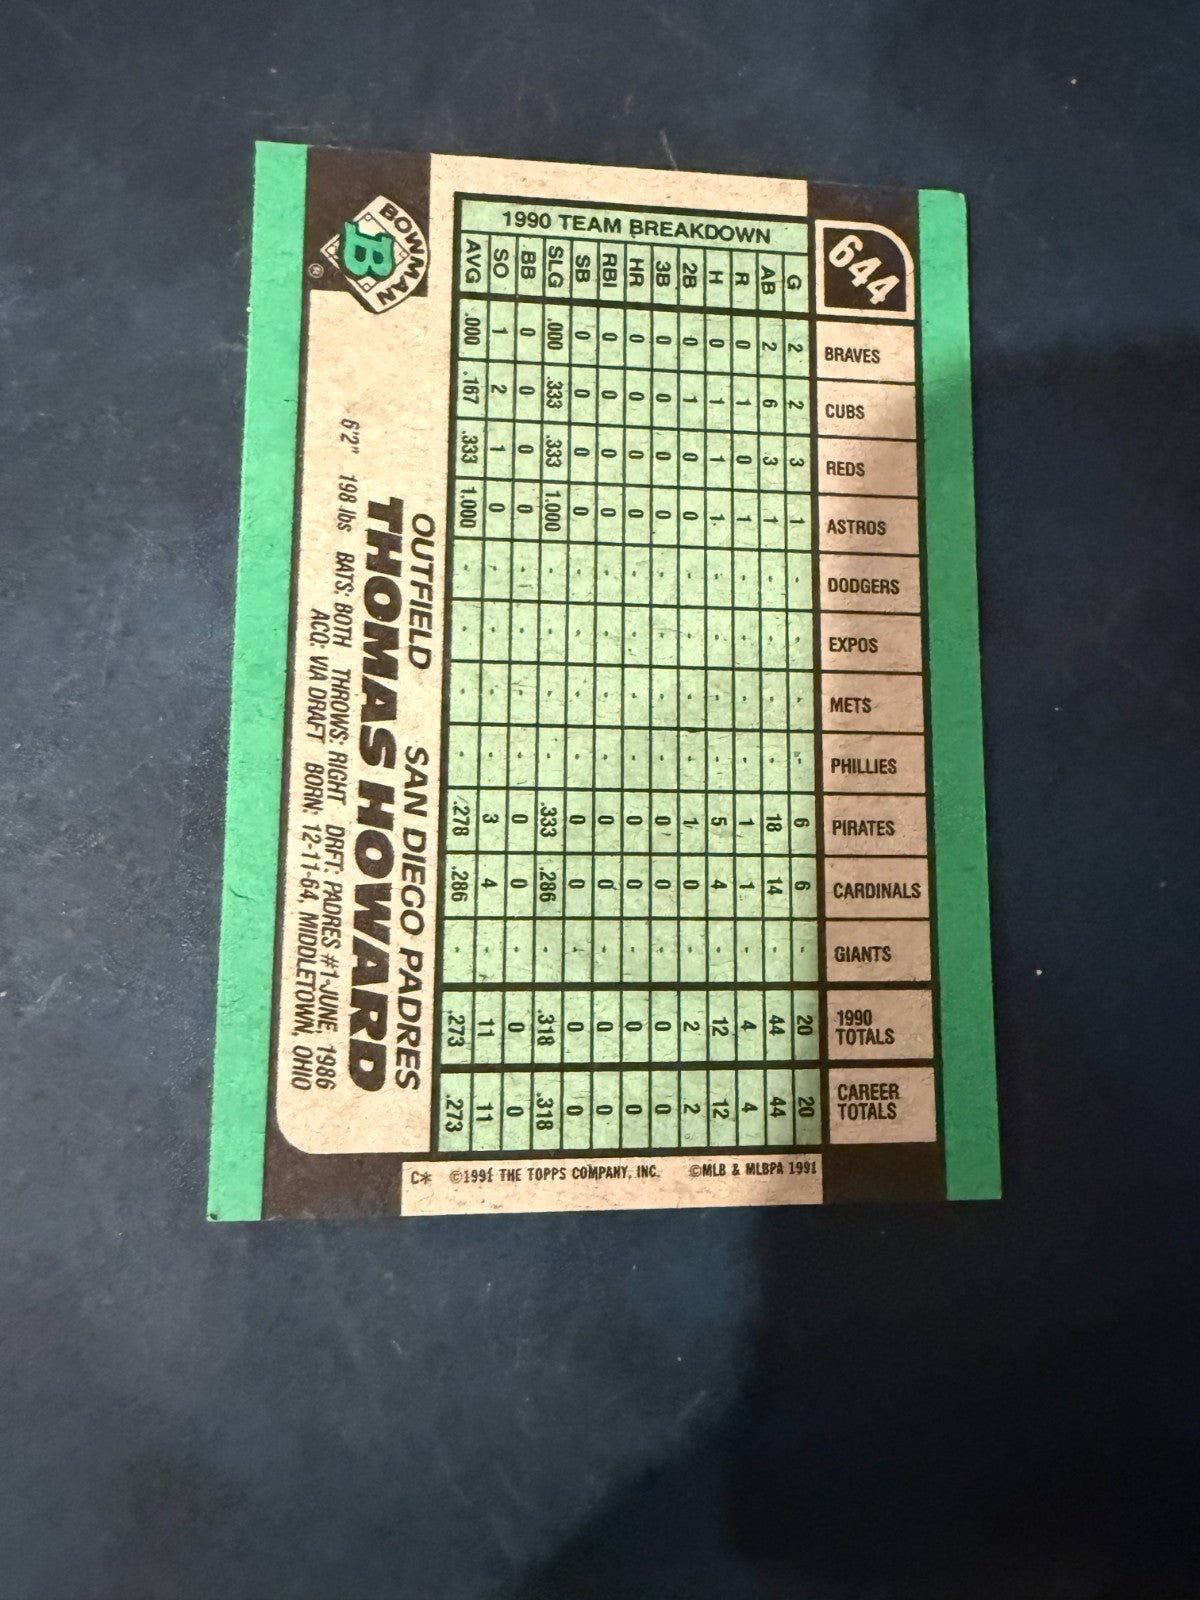 644
BRAVES
CUBS
REDS
ASTROS
DODGERS
EXPOS
METS
PHILLIES
PIRATES
CARDINALS
GIANTS
1990
TOTALS
CAREER
TOTALS
1990 TEAM BREAKDOWN
G 2 2 3 1 - - - - 6 6 - 20 20
AB 2 6 3 1 - - - - 18 14 - 44 44
R 0 1 0 1 - - - - 1 1 - 4 4
H 0 1 1 1 - - - - 5 4 - 12 12
2B 0 1 0 0 - - - - 1 0 - 2 2
3B 0 0 0 0 - - - - 0 0 - 0 0
HR 0 0 0 0 - - - - 0 0 - 0 0
RBI 0 0 0 0 - - - - 0 0 - 0 0
SB 0 0 0 0 - - - - 0 0 - 0 0
SLG .000 .333 .333 1.000 - - - - .333 .286 - .318 .318
BB 0 0 0 0 - - - - 0 0 - 0 0
SO 1 2 1 0 - - - - 3 4 - 11 11
AVG .000 .167 .333 1.000 - - - - .278 .286 - .273 .273
BOWMAN
B
®
OUTFIELD SAN DIEGO PADRES
THOMAS HOWARD
6'2" 198 lbs BATS: BOTH THROWS: RIGHT DRFT: PADRES #1-JUNE, 1986
ACQ: VIA DRAFT BORN: 12-11-64, MIDDLETOWN, OHIO
C* ©1991 THE TOPPS COMPANY, INC. ©MLB & MLBPA 1991